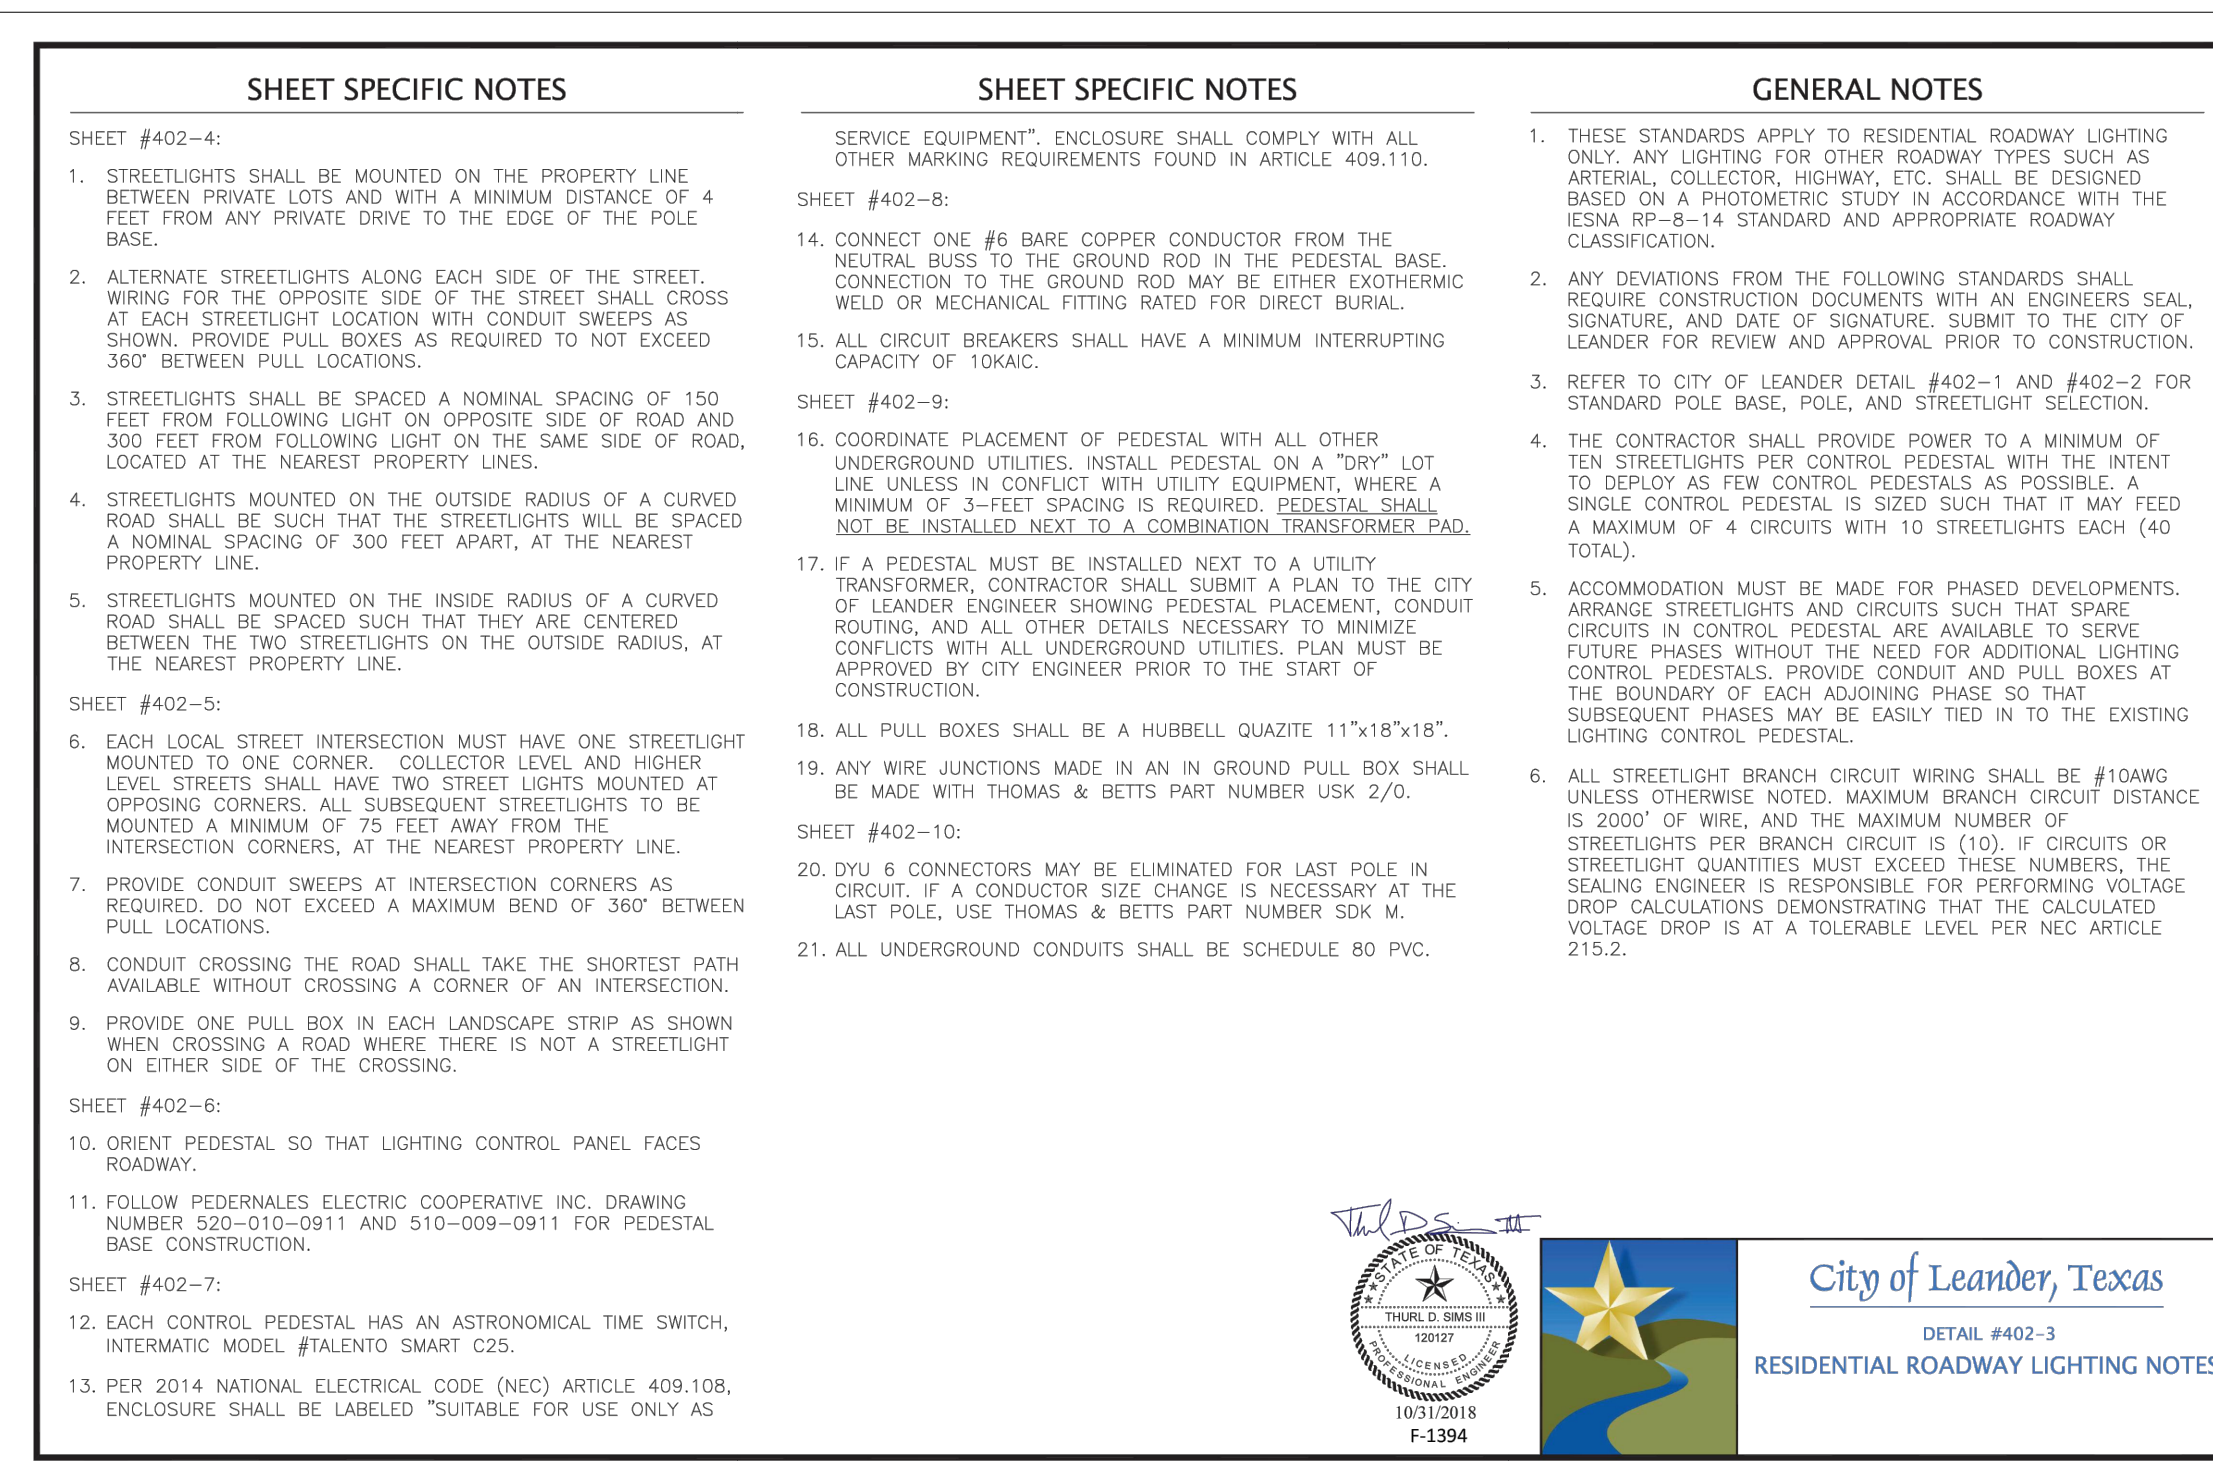 SHEET SPECIFIC NOTES
SHEET #402-4:
1. STREETLIGHTS SHALL BE MOUNTED ON THE PROPERTY LINE
BETWEEN PRIVATE LOTS AND WITH A MINIMUM DISTANCE OF 4
FEET FROM ANY PRIVATE DRIVE TO THE EDGE OF THE POLE
BASE.
2. ALTERNATE STREETLIGHTS ALONG EACH SIDE OF THE STREET.
WIRING FOR THE OPPOSITE SIDE OF THE STREET SHALL CROSS
AT EACH STREETLIGHT LOCATION WITH CONDUIT SWEEPS AS
SHOWN. PROVIDE PULL BOXES AS REQUIRED TO NOT EXCEED
360° BETWEEN PULL LOCATIONS.
3. STREETLIGHTS SHALL BE SPACED A NOMINAL SPACING OF 150
FEET FROM FOLLOWING LIGHT ON OPPOSITE SIDE OF ROAD AND
300 FEET FROM FOLLOWING LIGHT ON THE SAME SIDE OF ROAD,
LOCATED AT THE NEAREST PROPERTY LINES.
4. STREETLIGHTS MOUNTED ON THE OUTSIDE RADIUS OF A CURVED
ROAD SHALL BE SUCH THAT THE STREETLIGHTS WILL BE SPACED
A NOMINAL SPACING OF 300 FEET APART, AT THE NEAREST
PROPERTY LINE.
5. STREETLIGHTS MOUNTED ON THE INSIDE RADIUS OF A CURVED
ROAD SHALL BE SPACED SUCH THAT THEY ARE CENTERED
BETWEEN THE TWO STREETLIGHTS ON THE OUTSIDE RADIUS, AT
THE NEAREST PROPERTY LINE.
SHEET #402-5:
6. EACH LOCAL STREET INTERSECTION MUST HAVE ONE STREETLIGHT
MOUNTED TO ONE CORNER. COLLECTOR LEVEL AND HIGHER
LEVEL STREETS SHALL HAVE TWO STREET LIGHTS MOUNTED AT
OPPOSING CORNERS. ALL SUBSEQUENT STREETLIGHTS TO BE
MOUNTED A MINIMUM OF 75 FEET AWAY FROM THE
INTERSECTION CORNERS, AT THE NEAREST PROPERTY LINE.
7. PROVIDE CONDUIT SWEEPS AT INTERSECTION CORNERS AS
REQUIRED. DO NOT EXCEED A MAXIMUM BEND OF 360° BETWEEN
PULL LOCATIONS.
8. CONDUIT CROSSING THE ROAD SHALL TAKE THE SHORTEST PATH
AVAILABLE WITHOUT CROSSING A CORNER OF AN INTERSECTION.
9. PROVIDE ONE PULL BOX IN EACH LANDSCAPE STRIP AS SHOWN
WHEN CROSSING A ROAD WHERE THERE IS NOT A STREETLIGHT
ON EITHER SIDE OF THE CROSSING.
SHEET #402-6:
10. ORIENT PEDESTAL SO THAT LIGHTING CONTROL PANEL FACES
ROADWAY.
11. FOLLOW PEDERNALES ELECTRIC COOPERATIVE INC. DRAWING
NUMBER 520-010-0911 AND 510-009-0911 FOR PEDESTAL
BASE CONSTRUCTION.
SHEET #402-7:
12. EACH CONTROL PEDESTAL HAS AN ASTRONOMICAL TIME SWITCH,
INTERMATIC MODEL #TALENTO SMART C25.
13. PER 2014 NATIONAL ELECTRICAL CODE (NEC) ARTICLE 409.108,
ENCLOSURE SHALL BE LABELED "SUITABLE FOR USE ONLY AS
SHEET SPECIFIC NOTES
SERVICE EQUIPMENT". ENCLOSURE SHALL COMPLY WITH ALL
OTHER MARKING REQUIREMENTS FOUND IN ARTICLE 409.110.
SHEET #402-8:
14. CONNECT ONE #6 BARE COPPER CONDUCTOR FROM THE
NEUTRAL BUSS TO THE GROUND ROD IN THE PEDESTAL BASE.
CONNECTION TO THE GROUND ROD MAY BE EITHER EXOTHERMIC
WELD OR MECHANICAL FITTING RATED FOR DIRECT BURIAL.
15. ALL CIRCUIT BREAKERS SHALL HAVE A MINIMUM INTERRUPTING
CAPACITY OF 10KAIC.
SHEET #402-9:
16. COORDINATE PLACEMENT OF PEDESTAL WITH ALL OTHER
UNDERGROUND UTILITIES. INSTALL PEDESTAL ON A "DRY" LOT
LINE UNLESS IN CONFLICT WITH UTILITY EQUIPMENT, WHERE A
MINIMUM OF 3-FEET SPACING IS REQUIRED. PEDESTAL SHALL
NOT BE INSTALLED NEXT TO A COMBINATION TRANSFORMER PAD.
17. IF A PEDESTAL MUST BE INSTALLED NEXT TO A UTILITY
TRANSFORMER, CONTRACTOR SHALL SUBMIT A PLAN TO THE CITY
OF LEANDER ENGINEER SHOWING PEDESTAL PLACEMENT, CONDUIT
ROUTING, AND ALL OTHER DETAILS NECESSARY TO MINIMIZE
CONFLICTS WITH ALL UNDERGROUND UTILITIES. PLAN MUST BE
APPROVED BY CITY ENGINEER PRIOR TO THE START OF
CONSTRUCTION.
18. ALL PULL BOXES SHALL BE A HUBBELL QUAZITE 11"x18"x18".
19. ANY WIRE JUNCTIONS MADE IN AN IN GROUND PULL BOX SHALL
BE MADE WITH THOMAS & BETTS PART NUMBER USK 2/0.
SHEET #402-10:
20. DYU 6 CONNECTORS MAY BE ELIMINATED FOR LAST POLE IN
CIRCUIT. IF A CONDUCTOR SIZE CHANGE IS NECESSARY AT THE
LAST POLE, USE THOMAS & BETTS PART NUMBER SDK M.
21. ALL UNDERGROUND CONDUITS SHALL BE SCHEDULE 80 PVC.
GENERAL NOTES
1. THESE STANDARDS APPLY TO RESIDENTIAL ROADWAY LIGHTING
ONLY. ANY LIGHTING FOR OTHER ROADWAY TYPES SUCH AS
ARTERIAL, COLLECTOR, HIGHWAY, ETC. SHALL BE DESIGNED
BASED ON A PHOTOMETRIC STUDY IN ACCORDANCE WITH THE
IESNA RP-8-14 STANDARD AND APPROPRIATE ROADWAY
CLASSIFICATION.
2. ANY DEVIATIONS FROM THE FOLLOWING STANDARDS SHALL
REQUIRE CONSTRUCTION DOCUMENTS WITH AN ENGINEERS SEAL,
SIGNATURE, AND DATE OF SIGNATURE. SUBMIT TO THE CITY OF
LEANDER FOR REVIEW AND APPROVAL PRIOR TO CONSTRUCTION.
3. REFER TO CITY OF LEANDER DETAIL #402-1 AND #402-2 FOR
STANDARD POLE BASE, POLE, AND STREETLIGHT SELECTION.
4. THE CONTRACTOR SHALL PROVIDE POWER TO A MINIMUM OF
TEN STREETLIGHTS PER CONTROL PEDESTAL WITH THE INTENT
TO DEPLOY AS FEW CONTROL PEDESTALS AS POSSIBLE. A
SINGLE CONTROL PEDESTAL IS SIZED SUCH THAT IT MAY FEED
A MAXIMUM OF 4 CIRCUITS WITH 10 STREETLIGHTS EACH (40
TOTAL).
5. ACCOMMODATION MUST BE MADE FOR PHASED DEVELOPMENTS.
ARRANGE STREETLIGHTS AND CIRCUITS SUCH THAT SPARE
CIRCUITS IN CONTROL PEDESTAL ARE AVAILABLE TO SERVE
FUTURE PHASES WITHOUT THE NEED FOR ADDITIONAL LIGHTING
CONTROL PEDESTALS. PROVIDE CONDUIT AND PULL BOXES AT
THE BOUNDARY OF EACH ADJOINING PHASE SO THAT
SUBSEQUENT PHASES MAY BE EASILY TIED IN TO THE EXISTING
LIGHTING CONTROL PEDESTAL.
6. ALL STREETLIGHT BRANCH CIRCUIT WIRING SHALL BE #10AWG
UNLESS OTHERWISE NOTED. MAXIMUM BRANCH CIRCUIT DISTANCE
IS 2000' OF WIRE, AND THE MAXIMUM NUMBER OF
STREETLIGHTS PER BRANCH CIRCUIT IS (10). IF CIRCUITS OR
STREETLIGHT QUANTITIES MUST EXCEED THESE NUMBERS, THE
SEALING ENGINEER IS RESPONSIBLE FOR PERFORMING VOLTAGE
DROP CALCULATIONS DEMONSTRATING THAT THE CALCULATED
VOLTAGE DROP IS AT A TOLERABLE LEVEL PER NEC ARTICLE
215.2.
STATE OF TEXAS
THURL D. SIMS III
120127
LICENSED
PROFESSIONAL ENGINEER
10/31/2018
F-1394
City of Leander, Texas
DETAIL #402-3
RESIDENTIAL ROADWAY LIGHTING NOTES